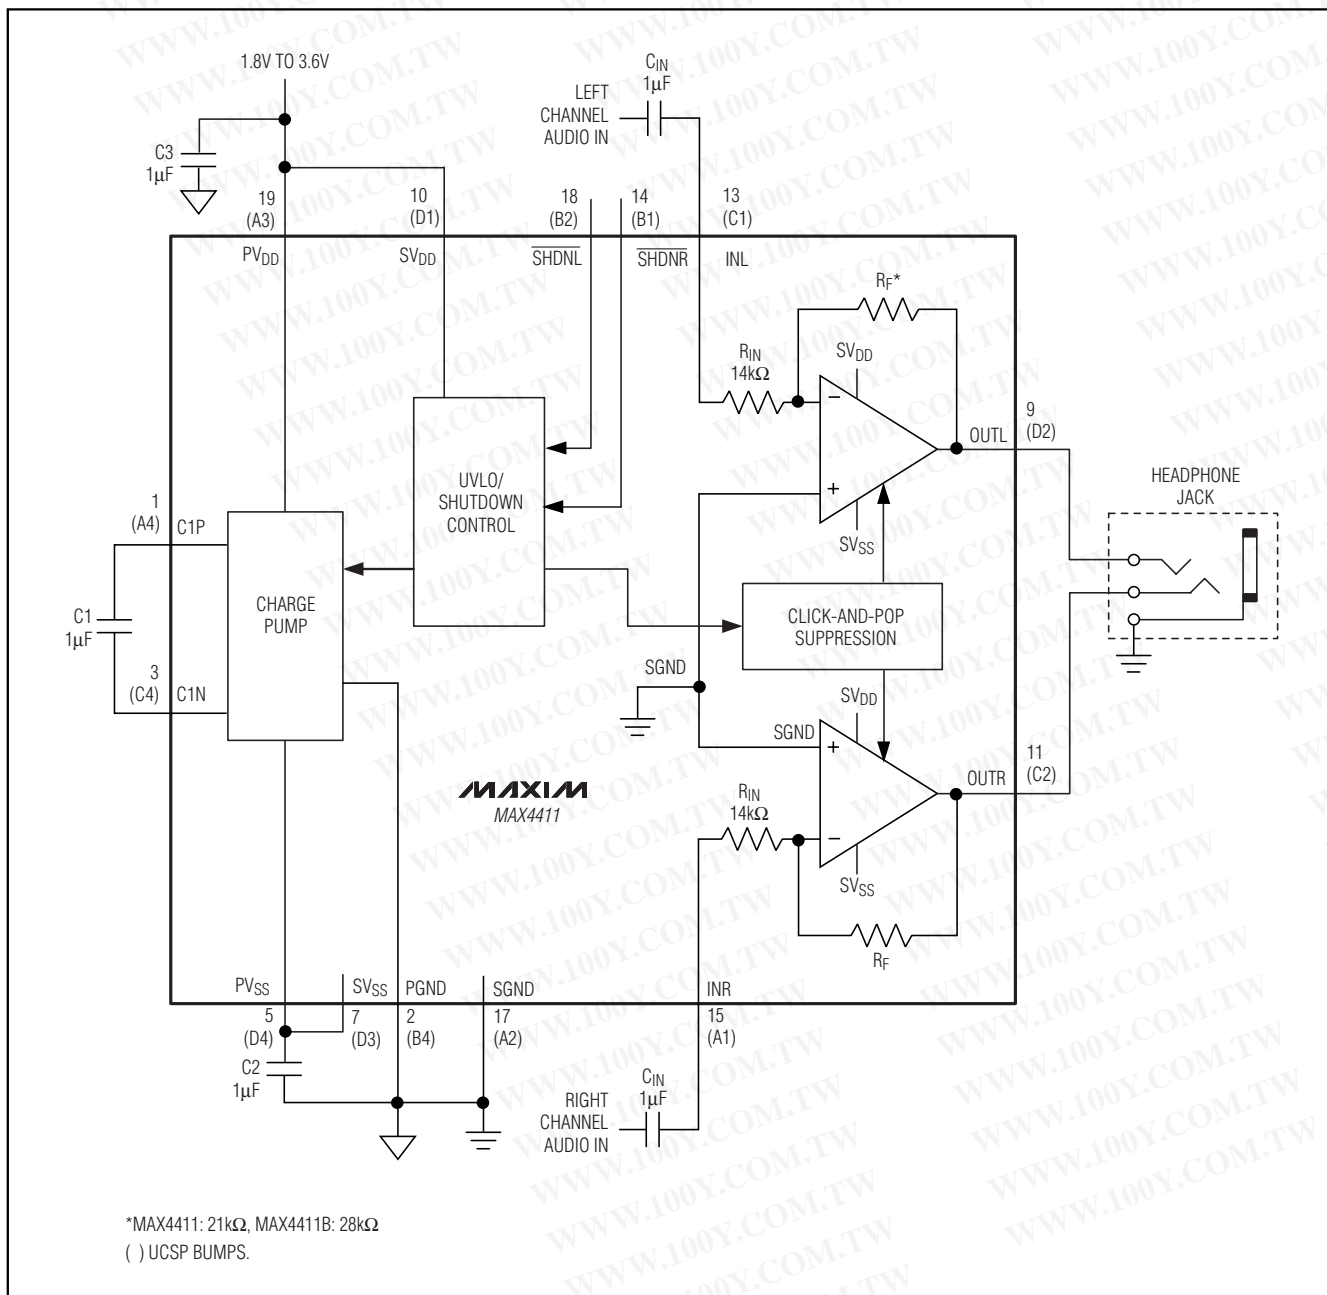 1.8V TO 3.6V
C3
1µF
LEFT
CHANNEL
AUDIO IN
CIN
1µF
19
(A3)
10
(D1)
18
(B2)
14
(B1)
13
(C1)
PVDD
SVDD
SHDNL
SHDNR
INL
RF*
RIN
14kΩ
SVDD
−
+
SVSS
OUTL
9
(D2)
HEADPHONE
JACK
UVLO/
SHUTDOWN
CONTROL
1
(A4)
C1P
CHARGE
PUMP
C1
1µF
3
(C4)
C1N
CLICK-AND-POP
SUPPRESSION
SGND
SVDD
SGND
+
−
OUTR
11
(C2)
RIN
14kΩ
SVSS
RF
MAXIM
MAX4411
PVSS
SVSS
PGND
SGND
INR
5
(D4)
7
(D3)
2
(B4)
17
(A2)
15
(A1)
C2
1µF
RIGHT
CHANNEL
AUDIO IN
CIN
1µF
*MAX4411: 21kΩ, MAX4411B: 28kΩ
( ) UCSP BUMPS.
WWW.100Y.COM.TW